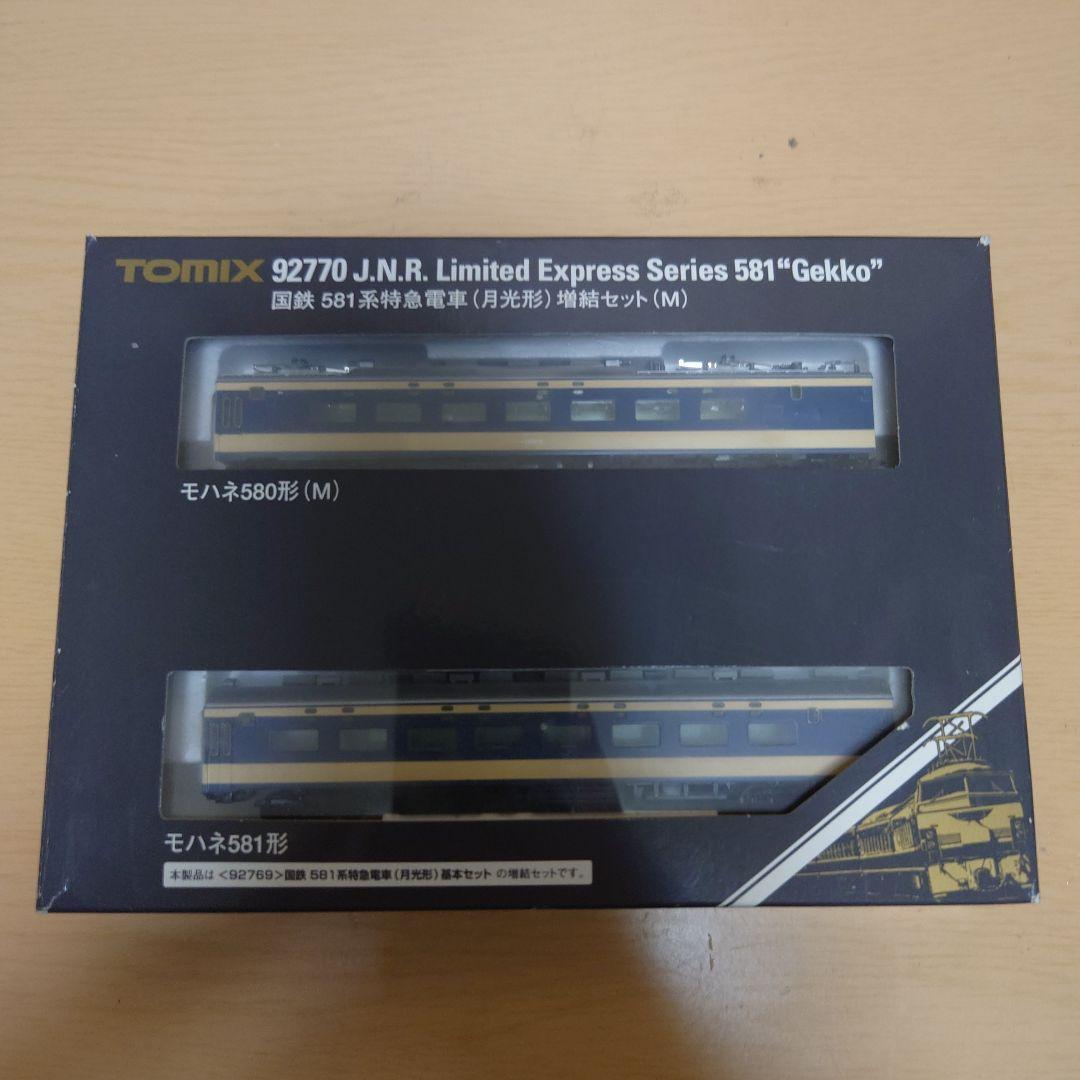 TOMIX 92770 J.N.R. Limited Express Series 581“Gekko”
国鉄 581系特急電車（月光形）増結セット（M）
モハネ580形（M）
モハネ581形
本製品は <92769>国鉄 581系特急電車（月光形）基本セット の増結セットです。